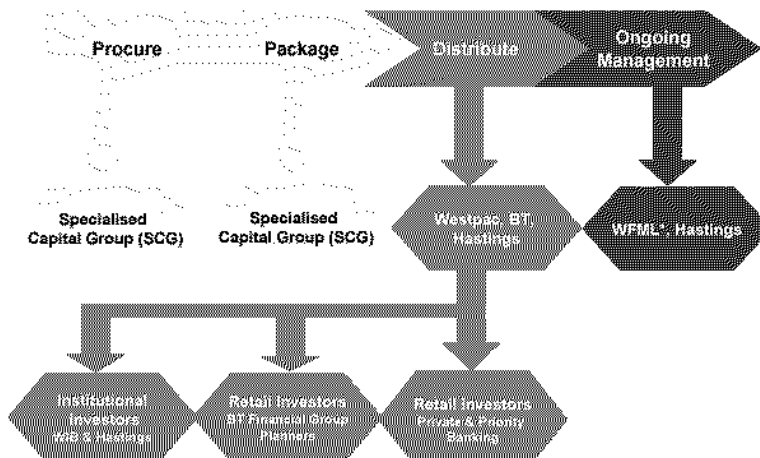 Procure
Package
Distribute
Ongoing
Management
Specialised
Capital Group (SCG)
Specialised
Capital Group (SCG)
Westpac, BT,
Hastings
WFML*, Hastings
Institutional
Investors
WIB & Hastings
Retail Investors
BT Financial Group
Planners
Retail Investors
Private & Priority
Banking